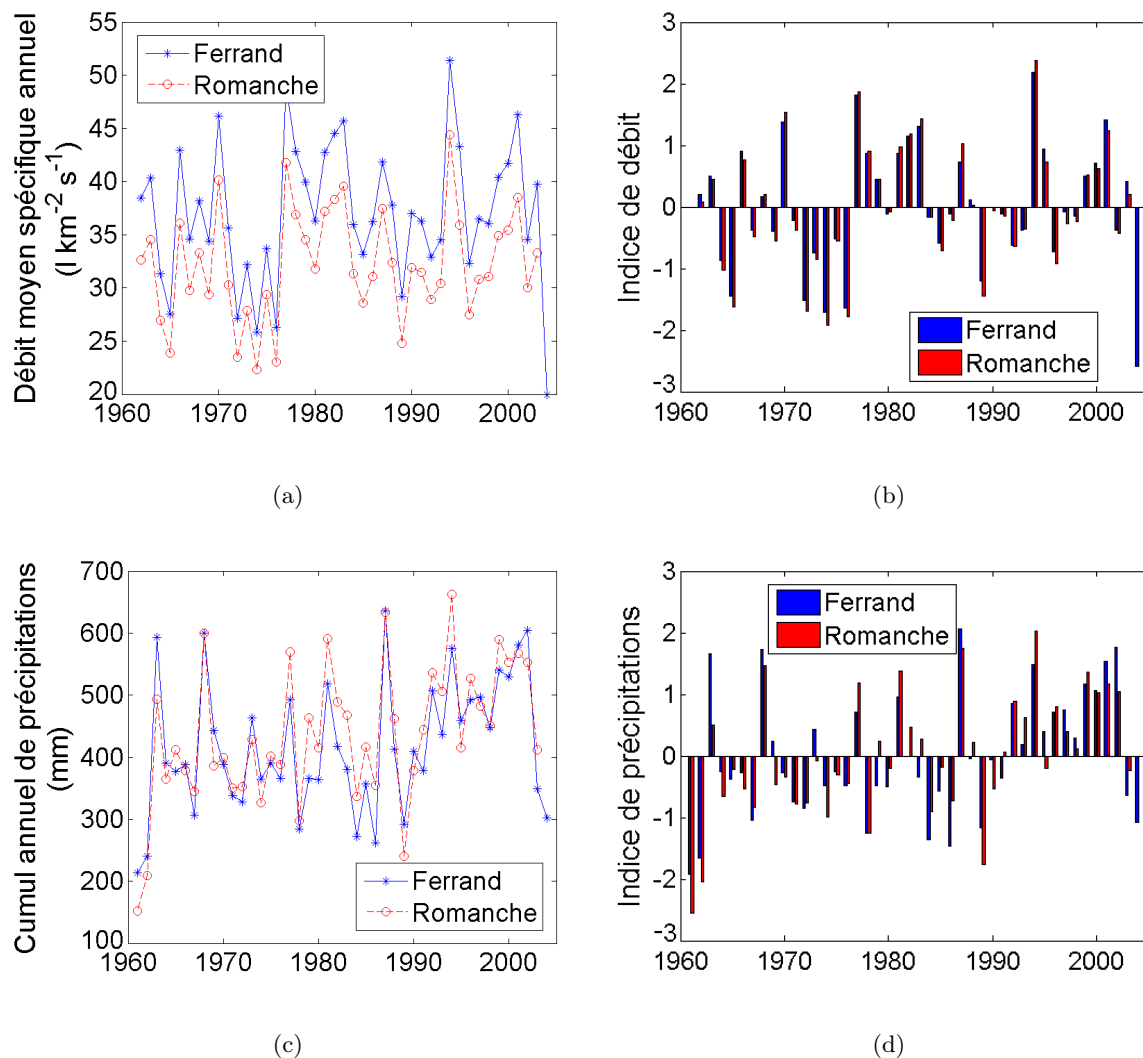 Débit moyen spécifique annuel
(l km⁻² s⁻¹)
55
50
45
40
35
30
25
20
1960
1970
1980
1990
2000
Ferrand
Romanche
(a)
Indice de débit
3
2
1
0
-1
-2
-3
1960
1970
1980
1990
2000
Ferrand
Romanche
(b)
Cumul annuel de précipitations
(mm)
700
600
500
400
300
200
100
1960
1970
1980
1990
2000
Ferrand
Romanche
(c)
Indice de précipitations
3
2
1
0
-1
-2
-3
1960
1970
1980
1990
2000
Ferrand
Romanche
(d)